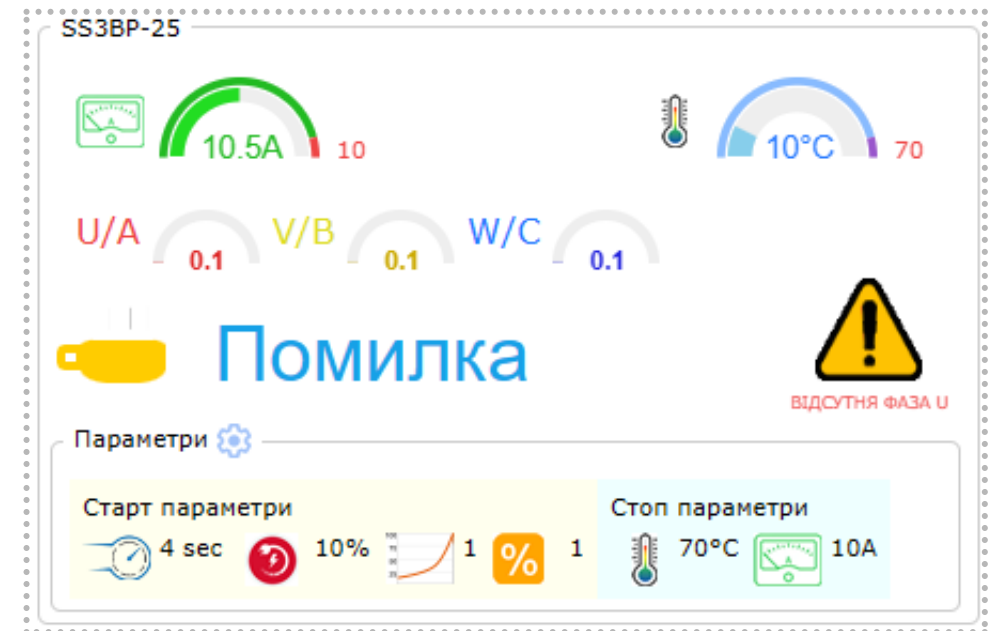 SS3BP-25
10.5A 10
10°C 70
U/A 0.1 V/B 0.1 W/C 0.1
Помилка
ВІДСУТНЯ ФАЗА U
Параметри
Старт параметри
4 sec 10% 1 % 1
Стоп параметри
70°C 10A